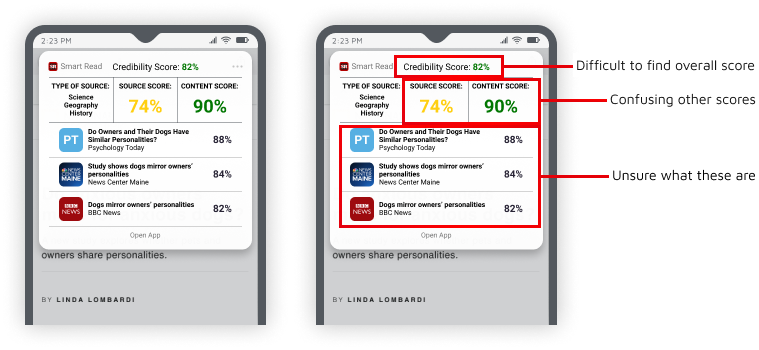 2:23 PM
SR Smart Read Credibility Score: 82%
TYPE OF SOURCE: SOURCE SCORE: CONTENT SCORE:
Science
Geography
History
74% 90%
PT
Do Owners and Their Dogs Have
Similar Personalities?
Psychology Today
88%
NEWS
CENTER
MAINE
Study shows dogs mirror owners'
personalities
News Center Maine
84%
BBC
NEWS
Dogs mirror owners' personalities
BBC News
82%
Open App
owners share personalities.
BY LINDA LOMBARDI
2:23 PM
SR Smart Read Credibility Score: 82%
TYPE OF SOURCE: SOURCE SCORE: CONTENT SCORE:
Science
Geography
History
74% 90%
PT
Do Owners and Their Dogs Have
Similar Personalities?
Psychology Today
88%
NEWS
CENTER
MAINE
Study shows dogs mirror owners'
personalities
News Center Maine
84%
BBC
NEWS
Dogs mirror owners' personalities
BBC News
82%
Open App
owners share personalities.
BY LINDA LOMBARDI
Difficult to find overall score
Confusing other scores
Unsure what these are